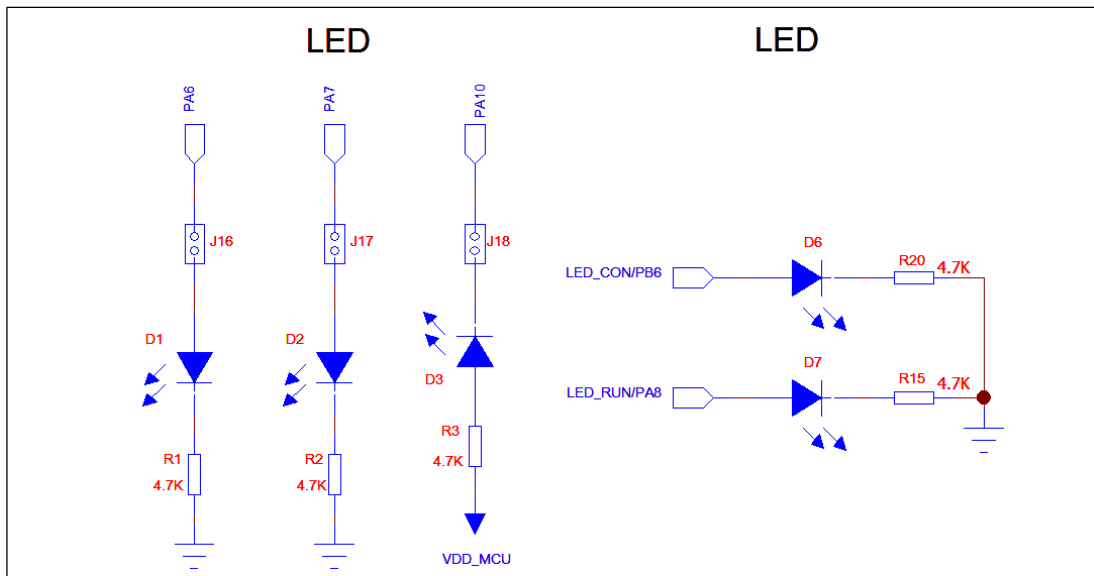 LED
LED
PA6
PA7
PA10
J16
J17
J18
D1
D2
D3
R1
4.7K
R2
4.7K
R3
4.7K
VDD_MCU
LED_CON/PB6
D6
R20
4.7K
LED_RUN/PA8
D7
R15
4.7K